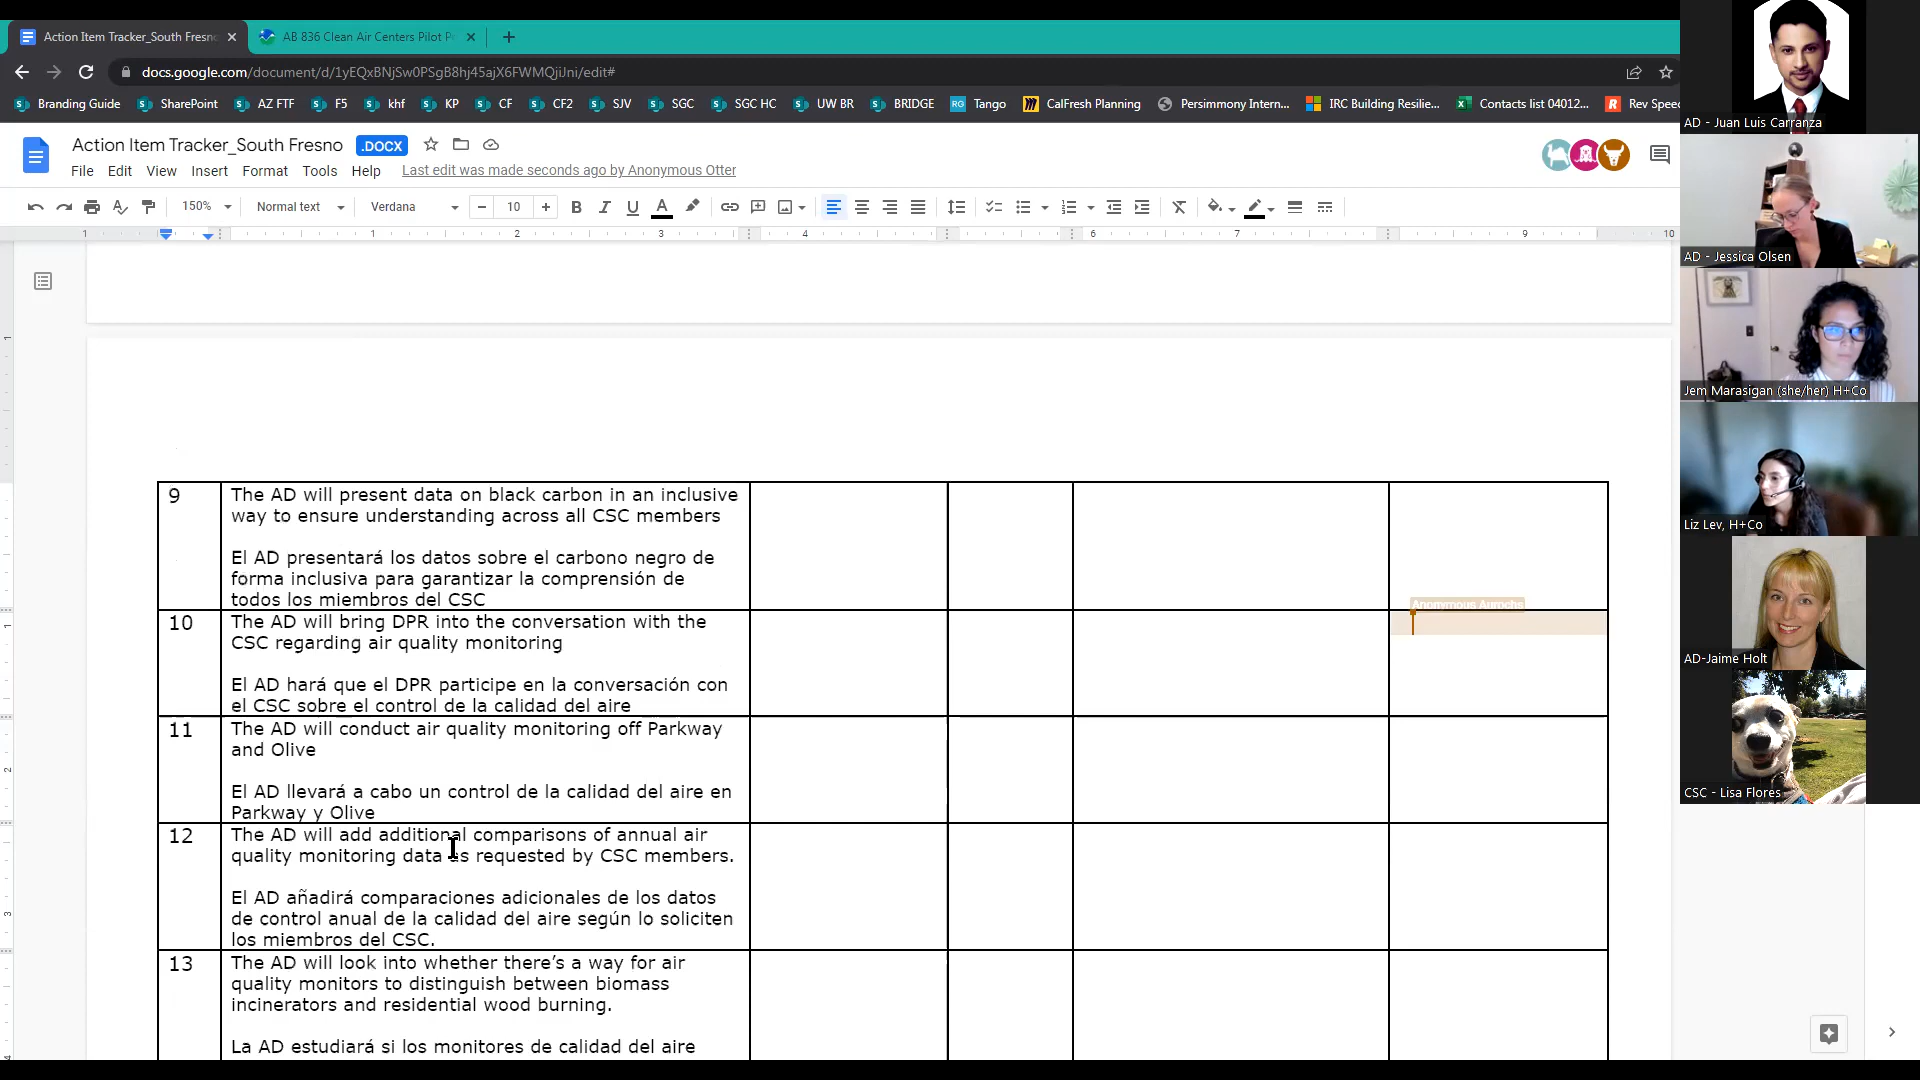 Action Item Tracker_South Fresno
AB 836 Clean Air Centers Pilot P
docs.google.com/document/d/1yEQxBNjSw0PSgB8hj45ajX6FWMQjiJni/edit#
Branding Guide
SharePoint
AZ FTF
F5
khf
KP
CF
CF2
SJV
SGC
SGC HC
UW BR
BRIDGE
Tango
CalFresh Planning
Persimmony Intern...
IRC Building Resilie...
Contacts list 04012...
Rev Speec
Action Item Tracker_South Fresno
.DOCX
File Edit View Insert Format Tools Help
Last edit was made seconds ago by Anonymous Otter
150%
Normal text
Verdana
10
1 1 2 3 4 6 7 9 10
9
The AD will present data on black carbon in an inclusive
way to ensure understanding across all CSC members
El AD presentará los datos sobre el carbono negro de
forma inclusiva para garantizar la comprensión de
todos los miembros del CSC
Anonymous Aurochs
10
The AD will bring DPR into the conversation with the
CSC regarding air quality monitoring
El AD hará que el DPR participe en la conversación con
el CSC sobre el control de la calidad del aire
11
The AD will conduct air quality monitoring off Parkway
and Olive
El AD llevará a cabo un control de la calidad del aire en
Parkway y Olive
12
The AD will add additional comparisons of annual air
quality monitoring data as requested by CSC members.
El AD añadirá comparaciones adicionales de los datos
de control anual de la calidad del aire según lo soliciten
los miembros del CSC.
13
The AD will look into whether there’s a way for air
quality monitors to distinguish between biomass
incinerators and residential wood burning.
La AD estudiará si los monitores de calidad del aire
AD - Juan Luis Carranza
AD - Jessica Olsen
Jem Marasigan (she/her) H+Co
Liz Lev, H+Co
AD-Jaime Holt
CSC - Lisa Flores